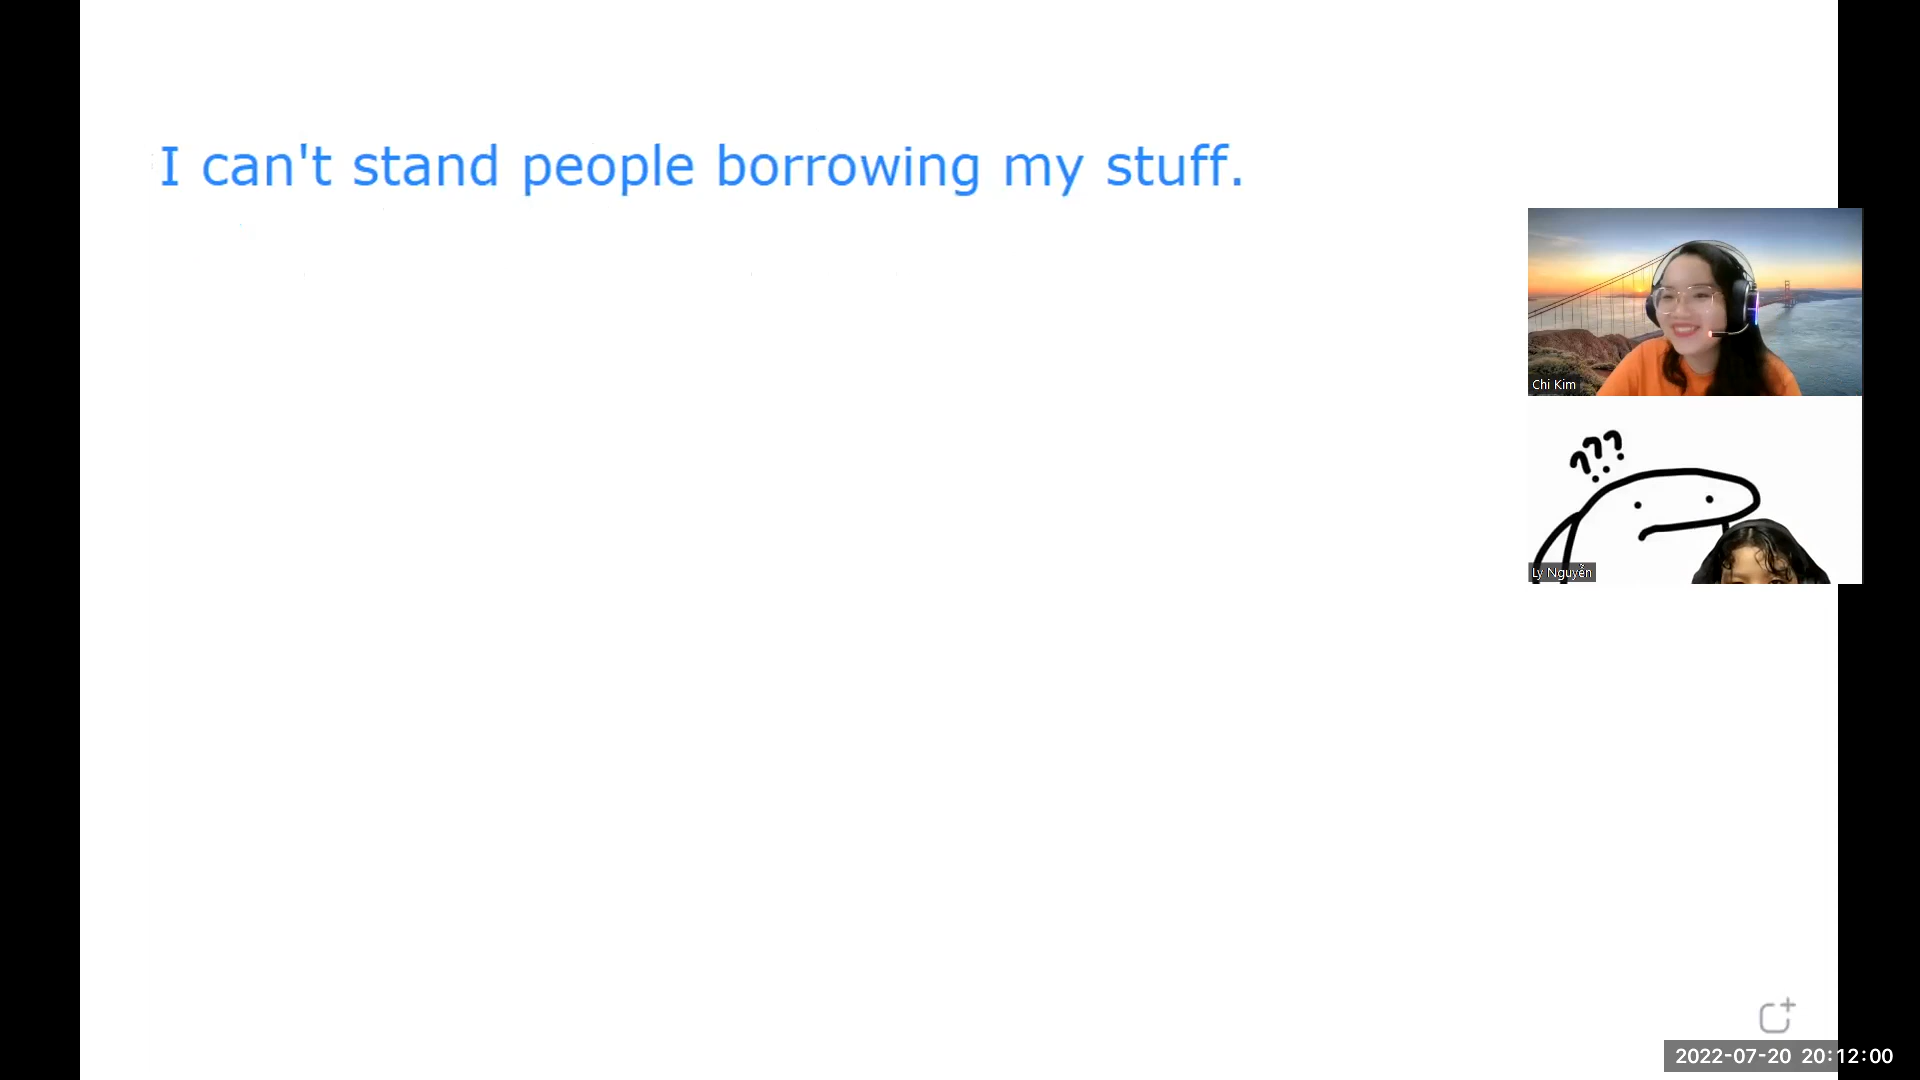 I can't stand people borrowing my stuff.
Chi Kim
???
Ly Nguyễn
2022-07-20 20:12:00